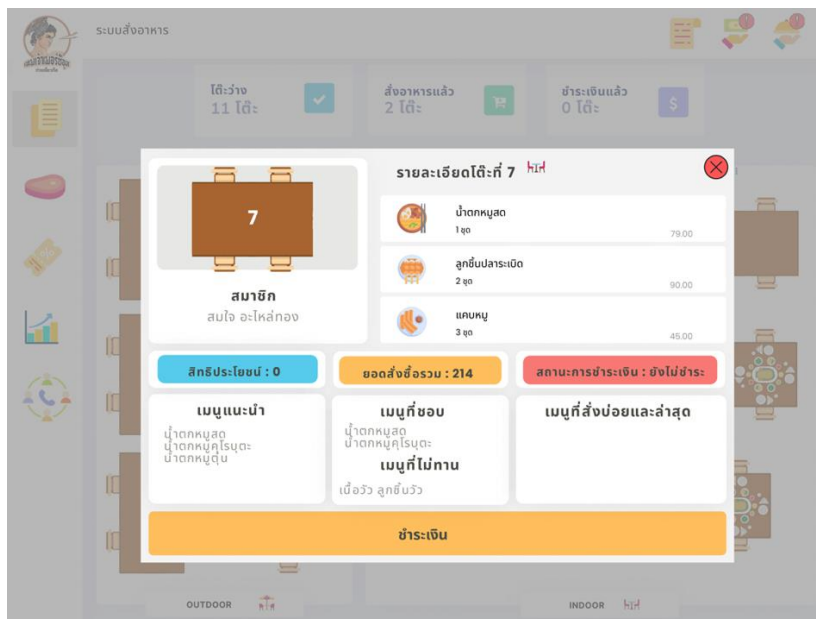 ระบบสั่งอาหาร
โต๊ะว่าง
11 โต๊ะ
สั่งอาหารแล้ว
2 โต๊ะ
ชำระเงินแล้ว
0 โต๊ะ
รายละเอียดโต๊ะที่ 7
7
สมาชิก
สมใจ อะไหล่ทอง
น้ำตกหมูสด
1 ชุด
79.00
ลูกชิ้นปลาระเบิด
2 ชุด
90.00
แคบหมู
3 ชุด
45.00
สิทธิประโยชน์ : 0
ยอดสั่งซื้อรวม : 214
สถานะการชำระเงิน : ยังไม่ชำระ
เมนูแนะนำ
น้ำตกหมูสด
น้ำตกหมูคุโรบุตะ
น้ำตกหมูตุ๋น
เมนูที่ชอบ
น้ำตกหมูสด
น้ำตกหมูคุโรบุตะ
เมนูที่ไม่ทาน
เนื้อวัว ลูกชิ้นวัว
เมนูที่สั่งบ่อยและล่าสุด
ชำระเงิน
OUTDOOR
INDOOR